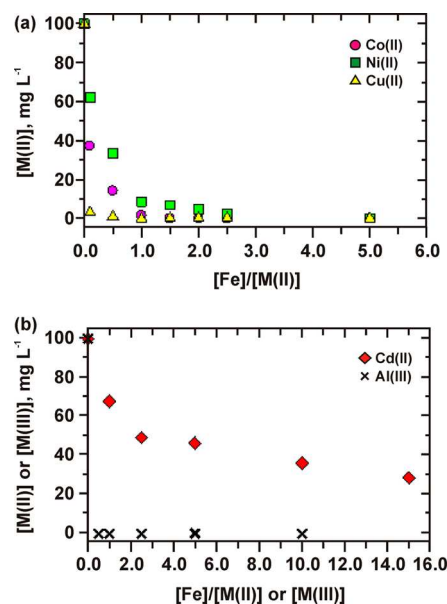 (a)
Co(II)
Ni(II)
Cu(II)
[M(II)], mg L⁻¹
100
80
60
40
20
0
0.0 1.0 2.0 3.0 4.0 5.0 6.0
[Fe]/[M(II)]
(b)
Cd(II)
Al(III)
[M(II)] or [M(III)], mg L⁻¹
100
80
60
40
20
0
0.0 2.0 4.0 6.0 8.0 10.0 12.0 14.0 16.0
[Fe]/[M(II)] or [M(III)]